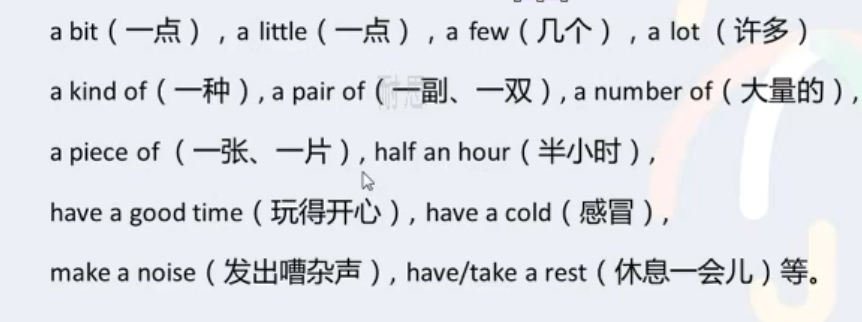 a bit（一点）, a little（一点）, a few（几个）, a lot（许多）
a kind of（一种）, a pair of（一副、一双）, a number of（大量的）,
a piece of（一张、一片）, half an hour（半小时）,
have a good time（玩得开心）, have a cold（感冒）,
make a noise（发出嘈杂声）, have/take a rest（休息一会儿）等。